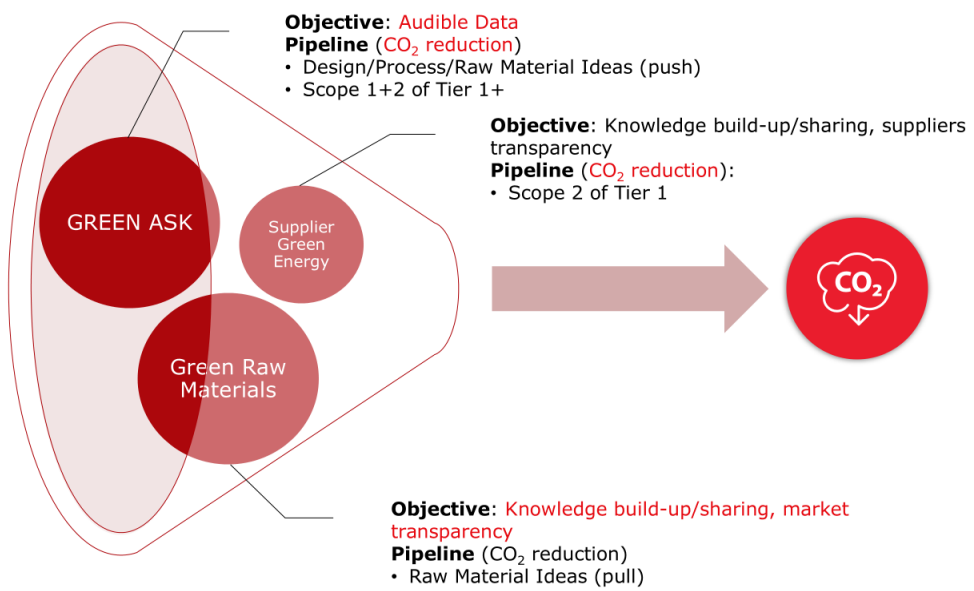 Objective: Audible Data
Pipeline (CO₂ reduction)
• Design/Process/Raw Material Ideas (push)
• Scope 1+2 of Tier 1+
Objective: Knowledge build-up/sharing, suppliers
transparency
Pipeline (CO₂ reduction):
• Scope 2 of Tier 1
GREEN ASK
Supplier
Green
Energy
CO₂
Green Raw
Materials
Objective: Knowledge build-up/sharing, market
transparency
Pipeline (CO₂ reduction)
• Raw Material Ideas (pull)